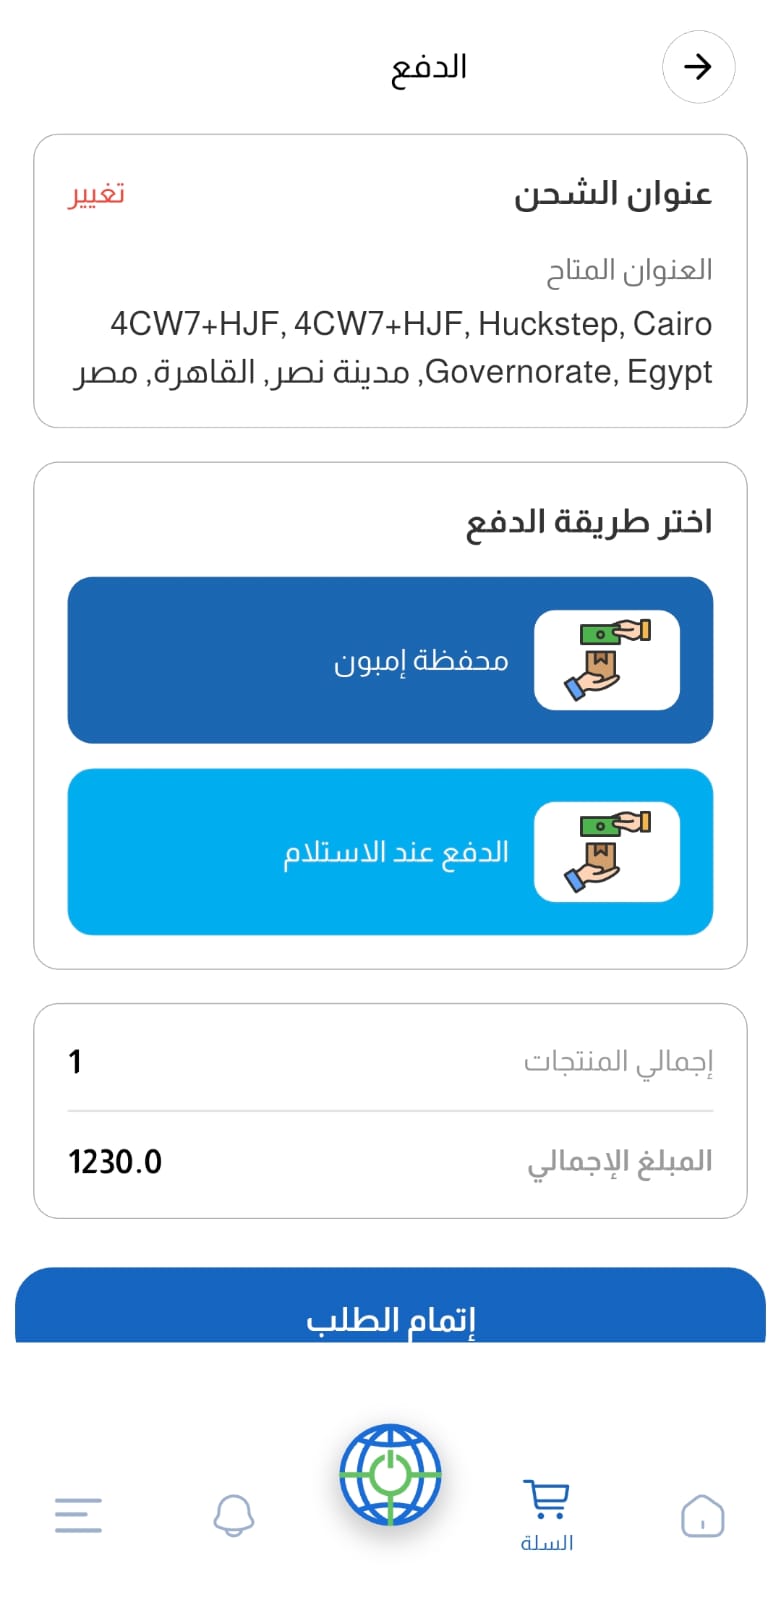 الدفع
عنوان الشحن
تغيير
العنوان المتاح
4CW7+HJF, 4CW7+HJF, Huckstep, Cairo
Governorate, Egypt, مدينة نصر, القاهرة, مصر
اختر طريقة الدفع
محفظة إمبون
الدفع عند الاستلام
إجمالي المنتجات
1
المبلغ الإجمالي
1230.0
إتمام الطلب
السلة